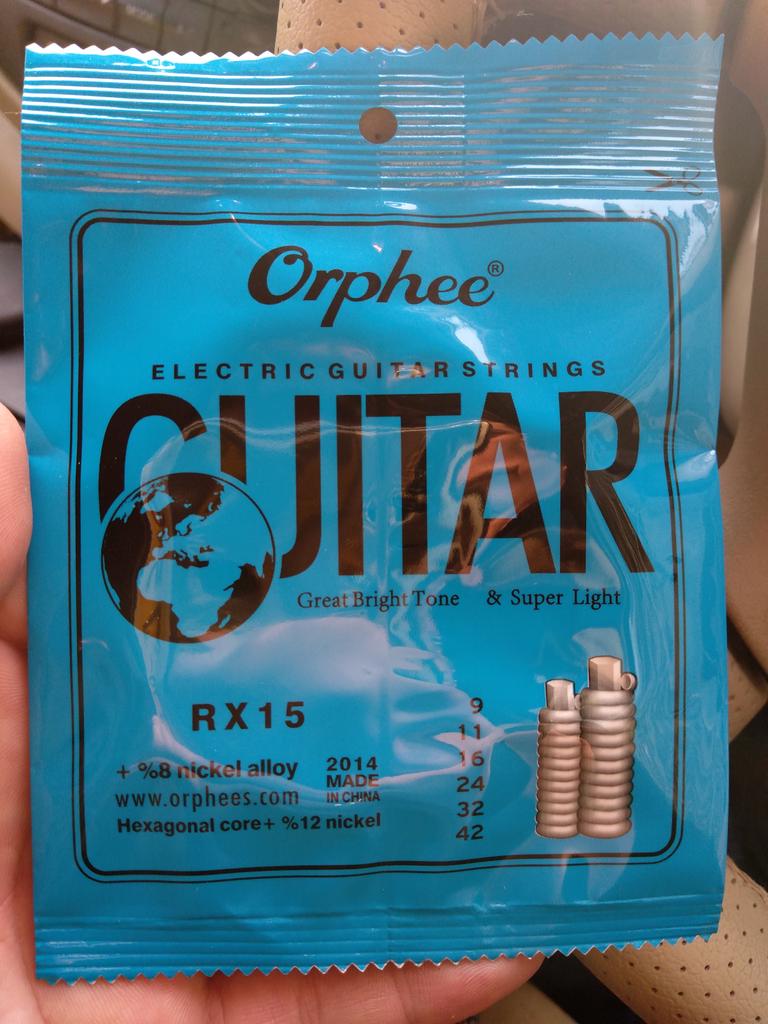 Orphee®
ELECTRIC GUITAR STRINGS
GUITAR
Great Bright Tone & Super Light
RX15
+ %8 nickel alloy
www.orphees.com
Hexagonal core+ %12 nickel
2014
MADE
IN CHINA
9
11
16
24
32
42